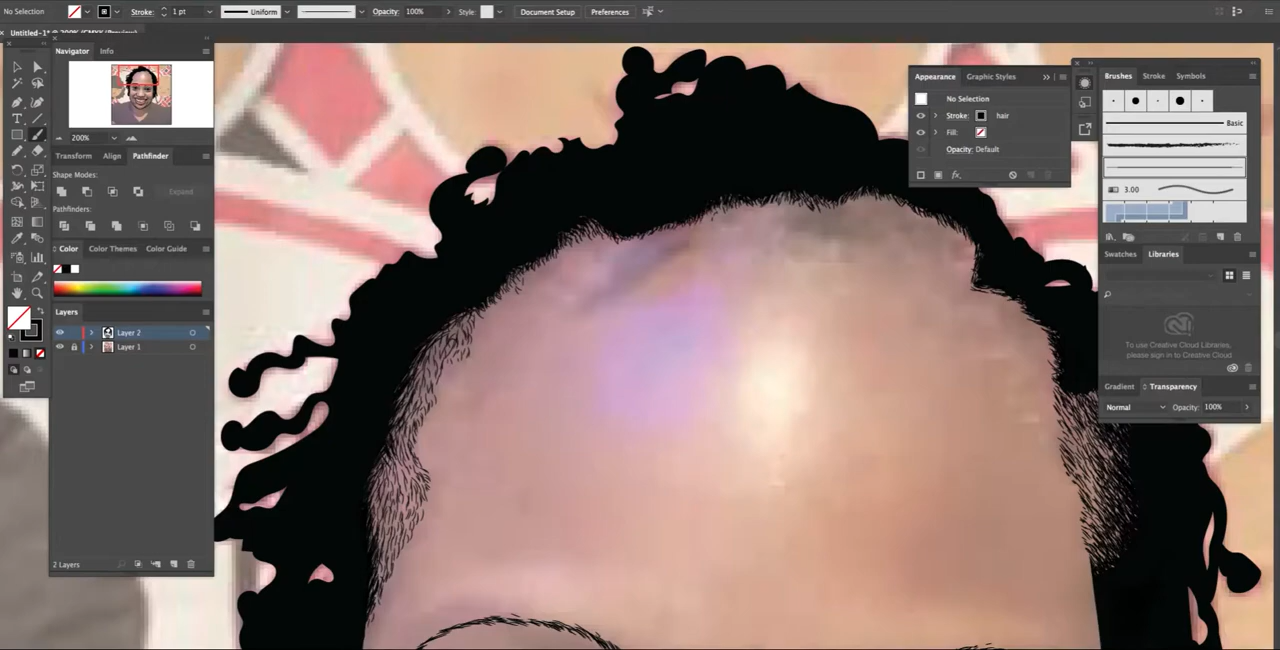 No Selection Stroke: 1 pt Uniform Opacity: 100% Style: Document Setup Preferences
Navigator Info
200%
Transform Align Pathfinder
Shape Modes:
Expand
Pathfinders:
Color Color Themes Color Guide
Layers
Layer 2
Layer 1
2 Layers
Appearance Graphic Styles
No Selection
Stroke: hair
Fill:
Opacity: Default
fx
Brushes Stroke Symbols
Basic
3.00
Swatches Libraries
To use Creative Cloud Libraries,
please sign in to Creative Cloud
Gradient Transparency
Normal Opacity: 100%